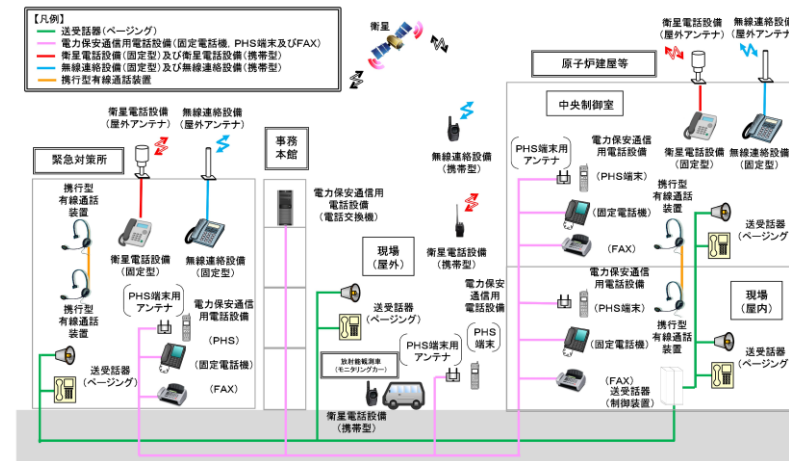 【凡例】
送受話器(ページング)
電力保安通信用電話設備(固定電話機, PHS端末及びFAX)
衛星電話設備(固定型)及び衛星電話設備(携帯型)
無線連絡設備(固定型)及び無線連絡設備(携帯型)
携行型有線通話装置
衛星
衛星電話設備
(屋外アンテナ)
無線連絡設備
(屋外アンテナ)
原子炉建屋等
中央制御室
衛星電話設備
(屋外アンテナ)
無線連絡設備
(屋外アンテナ)
緊急対策所
事務
本館
無線連絡設備
(携帯型)
PHS端末用
アンテナ
電力保安通信
用電話設備
(PHS端末)
(固定電話機)
(FAX)
衛星電話設備
(固定型)
無線連絡設備
(固定型)
携行型
有線通話
装置
送受話器
(ページング)
携行型
有線通話
装置
衛星電話設備
(固定型)
無線連絡設備
(固定型)
携行型
有線通話
装置
電力保安通信用
電話設備
(電話交換機)
衛星電話設備
(携帯型)
現場
(屋外)
PHS端末用
アンテナ
電力保安通信
用電話設備
(PHS)
(固定電話機)
(FAX)
送受話器
(ページング)
送受話器
(ページング)
放射能観測車
(モニタリングカー)
衛星電話設備
(携帯型)
電力保安通
信用電話設
備
PHS端末用
アンテナ
PHS
端末
電力保安通信
用電話設備
(PHS端末)
(固定電話機)
(FAX)
送受話器
(制御装置)
携行型
有線通話
装置
現場
(屋内)
送受話器
(ページング)